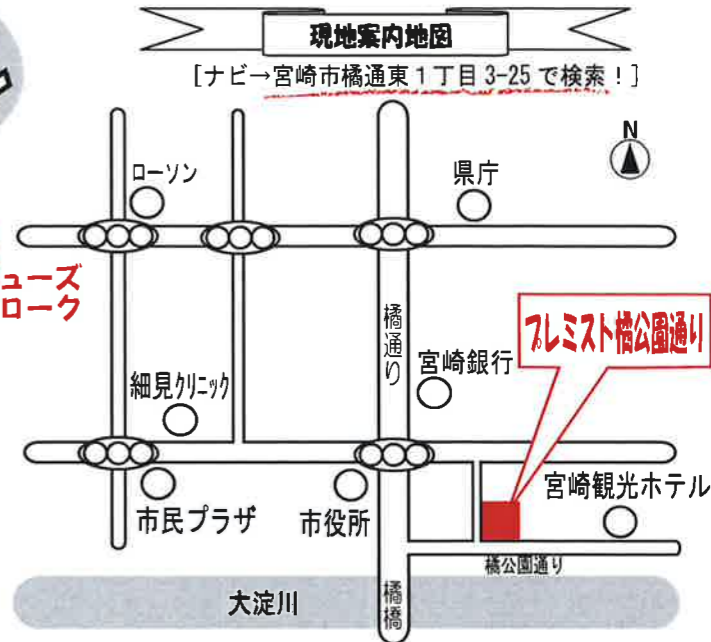 現地案内地図
[ナビ→宮崎市橘通東1丁目3-25で検索!]
N
ローソン
県庁
ューズ
ローク
橘通り
プレミスト橘公園通り
宮崎銀行
細見クリニック
市民プラザ
市役所
宮崎観光ホテル
橘公園通り
大淀川
橘橋